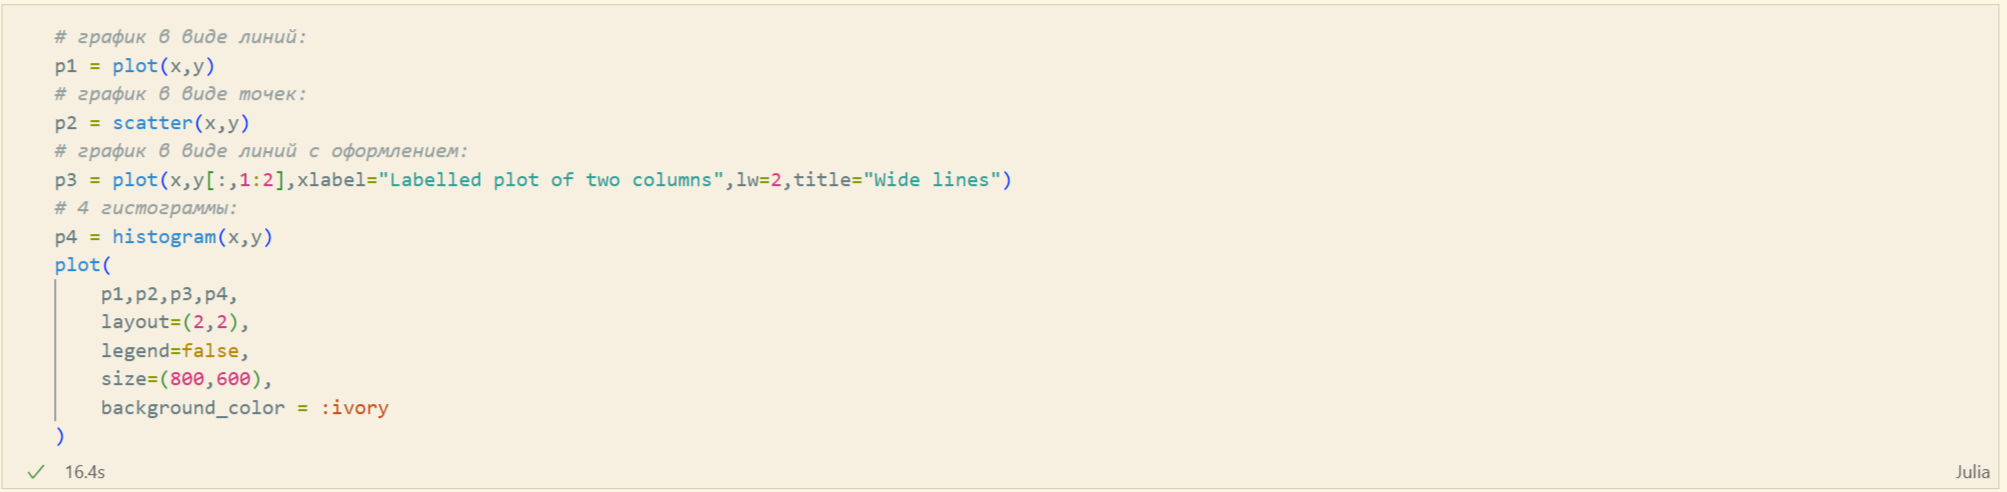 # график в виде линий:
p1 = plot(x,y)
# график в виде точек:
p2 = scatter(x,y)
# график в виде линий с оформлением:
p3 = plot(x,y[:,1:2],xlabel="Labelled plot of two columns",lw=2,title="Wide lines")
# 4 гистограммы:
p4 = histogram(x,y)
plot(
    p1,p2,p3,p4,
    layout=(2,2),
    legend=false,
    size=(800,600),
    background_color = :ivory
)
16.4s
Julia